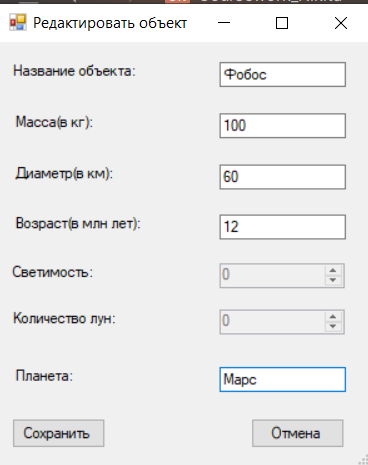 Редактировать объект
Название объекта: Фобос
Масса(в кг): 100
Диаметр(в км): 60
Возраст(в млн лет): 12
Светимость: 0
Количество лун: 0
Планета: Марс
Сохранить Отмена